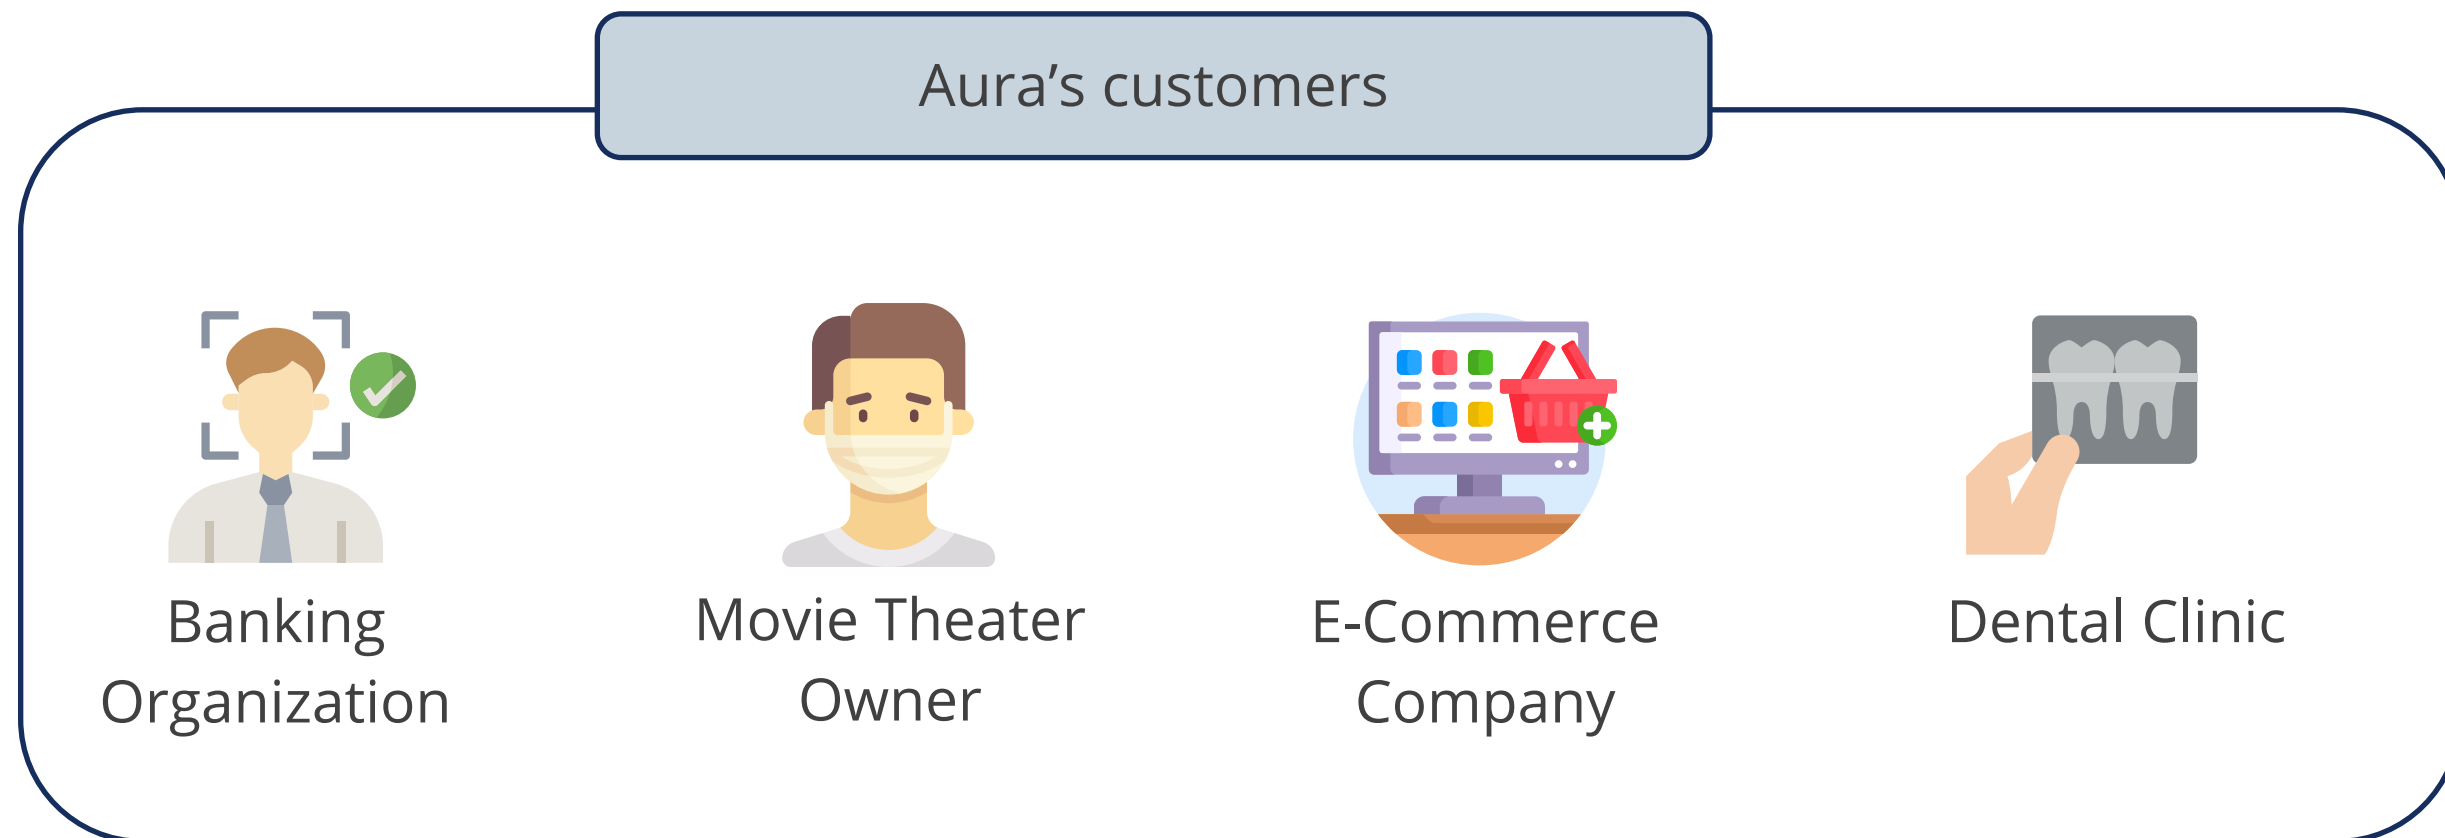 Aura’s customers
Banking
Organization
Movie Theater
Owner
E-Commerce
Company
Dental Clinic